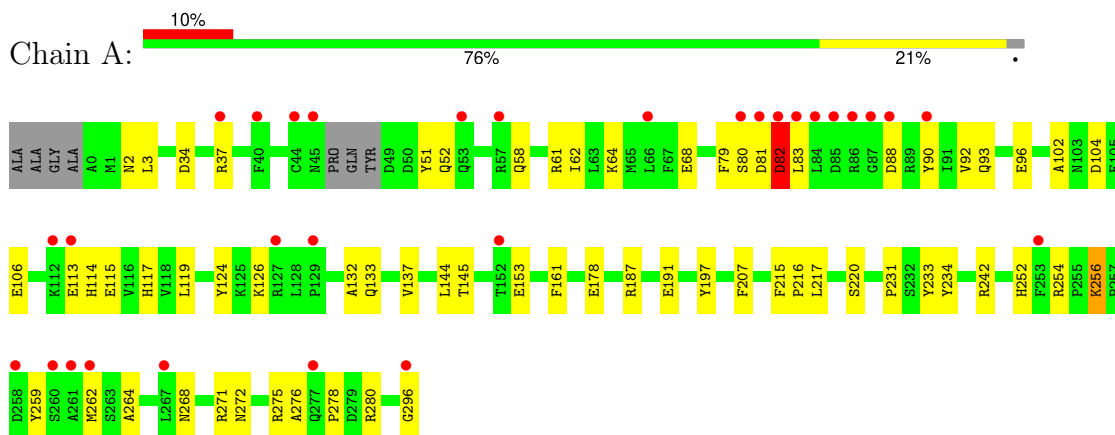 10%
Chain A:
76% 21% •
ALA ALA GLY ALA A0 M1 N2 L3 D34 R37 F40 C44 N45 PRO GLN TYR D49 D50 Y51 Q52 Q53 R57 Q58 R61 I62 L63 K64 M65 L66 F67 E68 F79 S80 D81 D82 L83 L84 D85 R86 G87 D88 R89 Y90 I91 V92 Q93 E96 A102 N103 D104 E105
E106 K112 E113 H114 E115 V116 H117 V118 L119 Y124 K125 K126 R127 L128 P129 A132 Q133 V137 L144 T145 T152 E153 F161 E178 R187 E191 Y197 F207 F215 P216 L217 S220 P231 S232 Y233 Y234 R242 H252 F253 R254 P255 K256
D258 Y259 S260 A261 M262 S263 A264 L267 N268 R271 N272 R275 A276 Q277 P278 D279 R280 G296